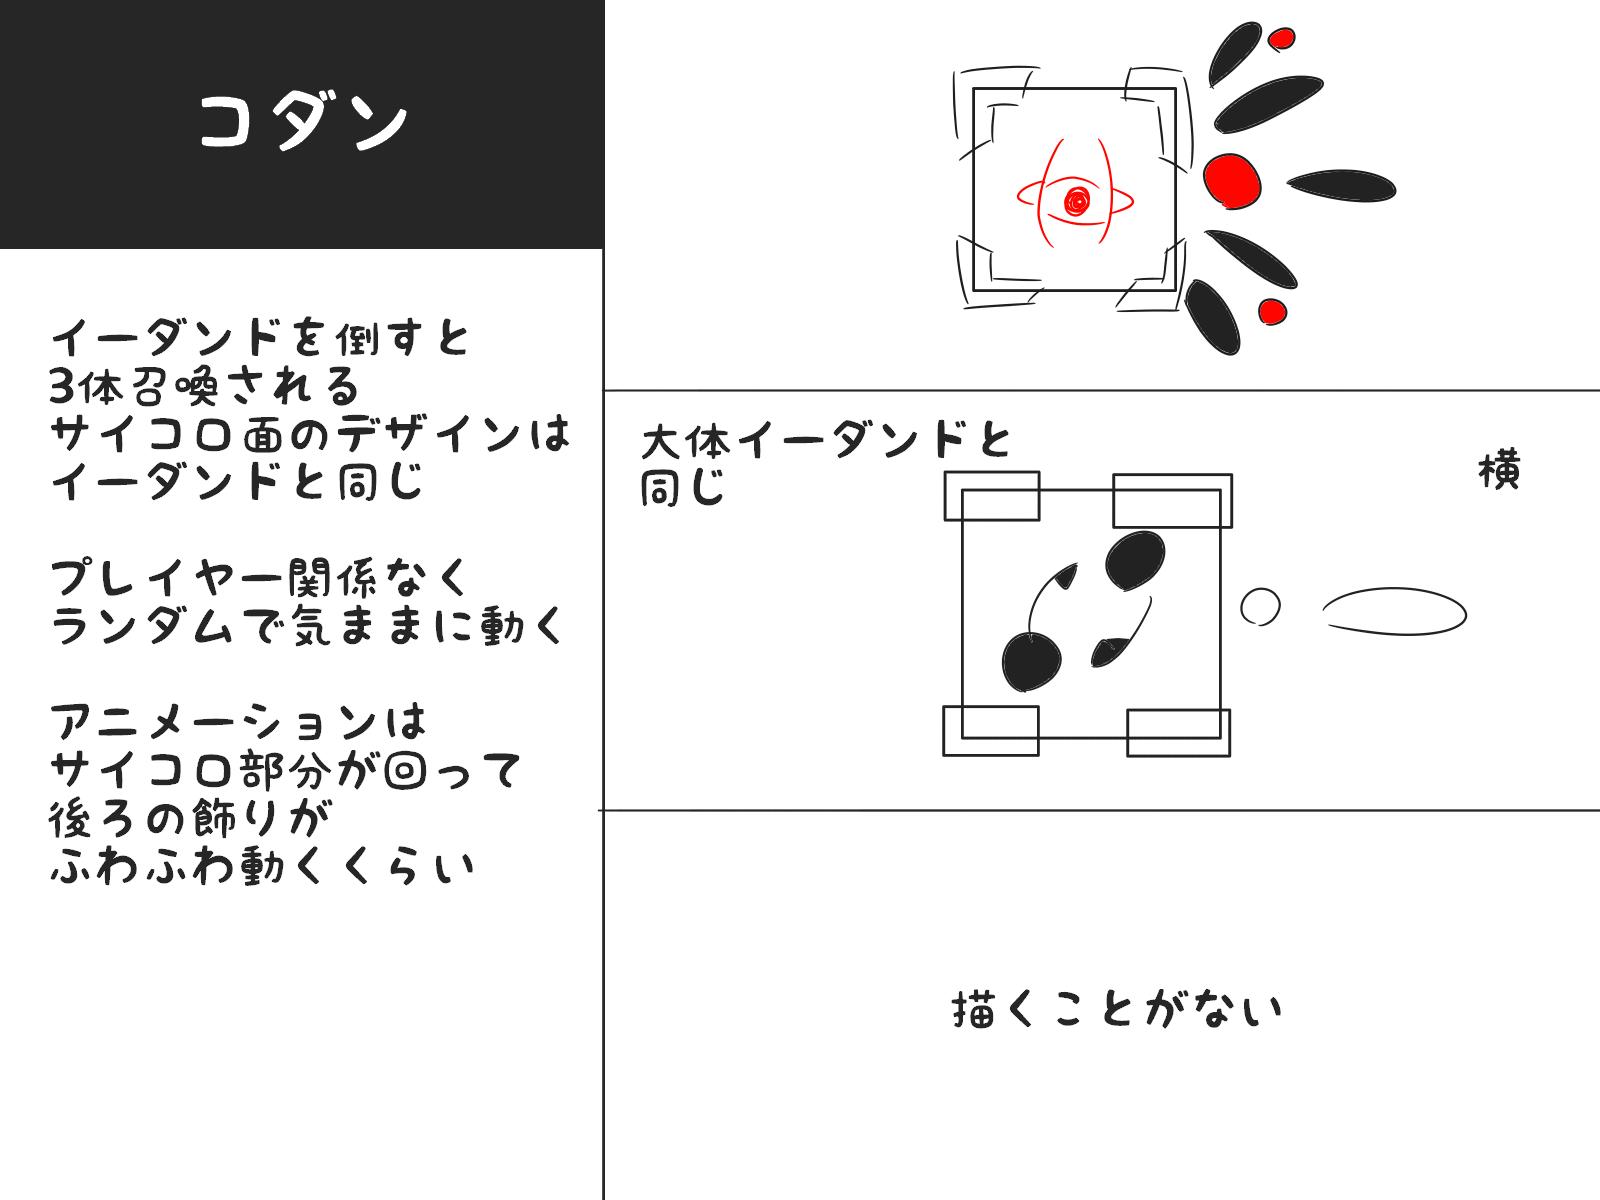 コダン
イーダンドを倒すと
3体召喚される
サイコロ面のデザインは
イーダンドと同じ
プレイヤー関係なく
ランダムで気ままに動く
アニメーションは
サイコロ部分が回って
後ろの飾りが
ふわふわ動くくらい
大体イーダンドと
同じ
横
描くことがない